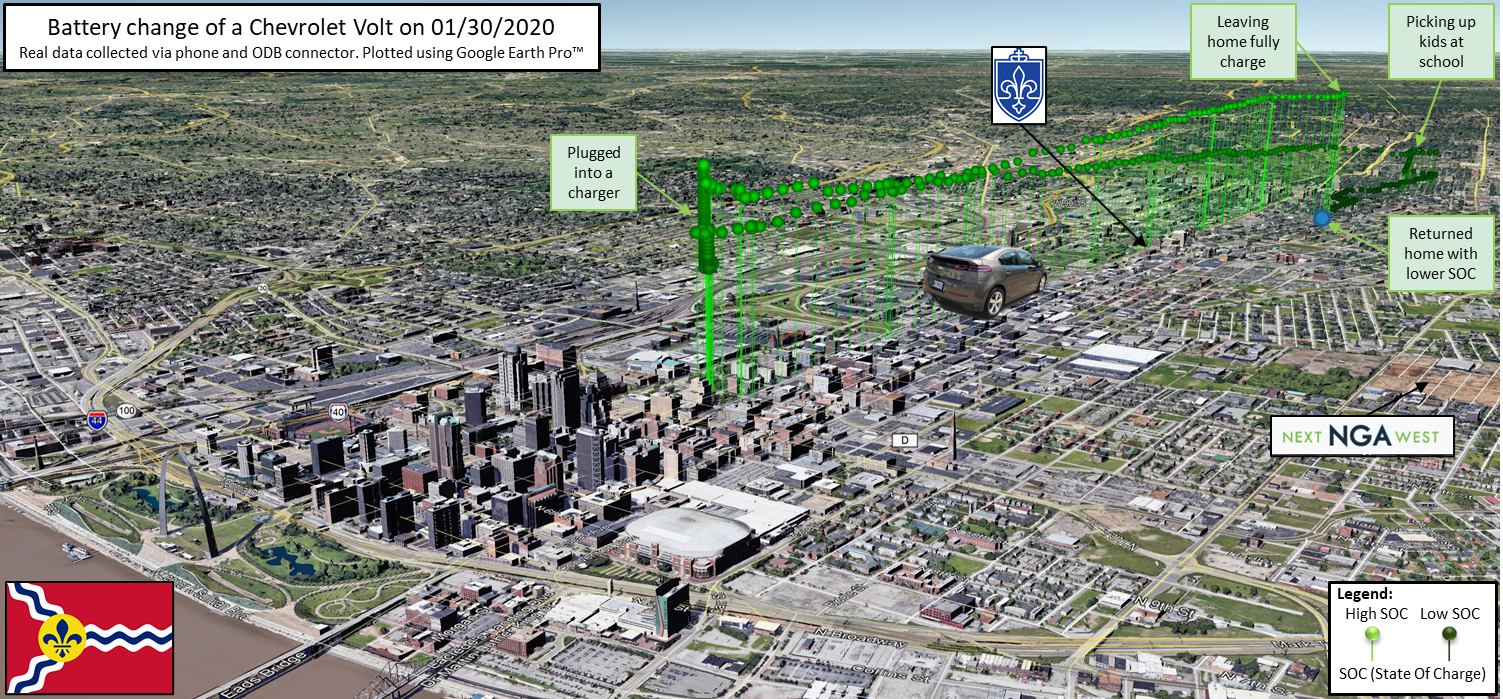 Battery change of a Chevrolet Volt on 01/30/2020
Real data collected via phone and ODB connector. Plotted using Google Earth Pro™
Leaving
home fully
charge
Picking up
kids at
school
Plugged
into a
charger
Returned
home with
lower SOC
30
44
100
40
D
NEXT NGA WEST
N 9th St
N Broadway
Collins St
Eads Bridge
Legend:
High SOC Low SOC
SOC (State Of Charge)